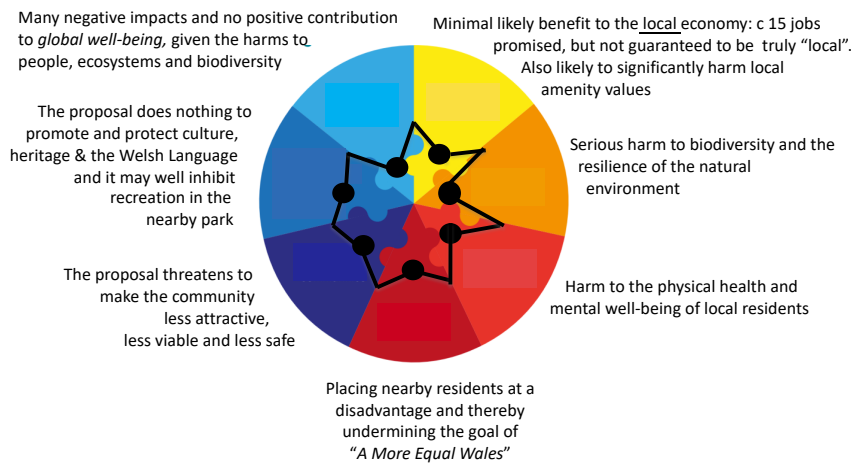 Many negative impacts and no positive contribution
to global well-being, given the harms to
people, ecosystems and biodiversity
Minimal likely benefit to the local economy: c 15 jobs
promised, but not guaranteed to be truly “local”.
Also likely to significantly harm local
amenity values
The proposal does nothing to
promote and protect culture,
heritage & the Welsh Language
and it may well inhibit
recreation in the
nearby park
Serious harm to biodiversity and the
resilience of the natural
environment
The proposal threatens to
make the community
less attractive,
less viable and less safe
Harm to the physical health and
mental well-being of local residents
Placing nearby residents at a
disadvantage and thereby
undermining the goal of
“A More Equal Wales”